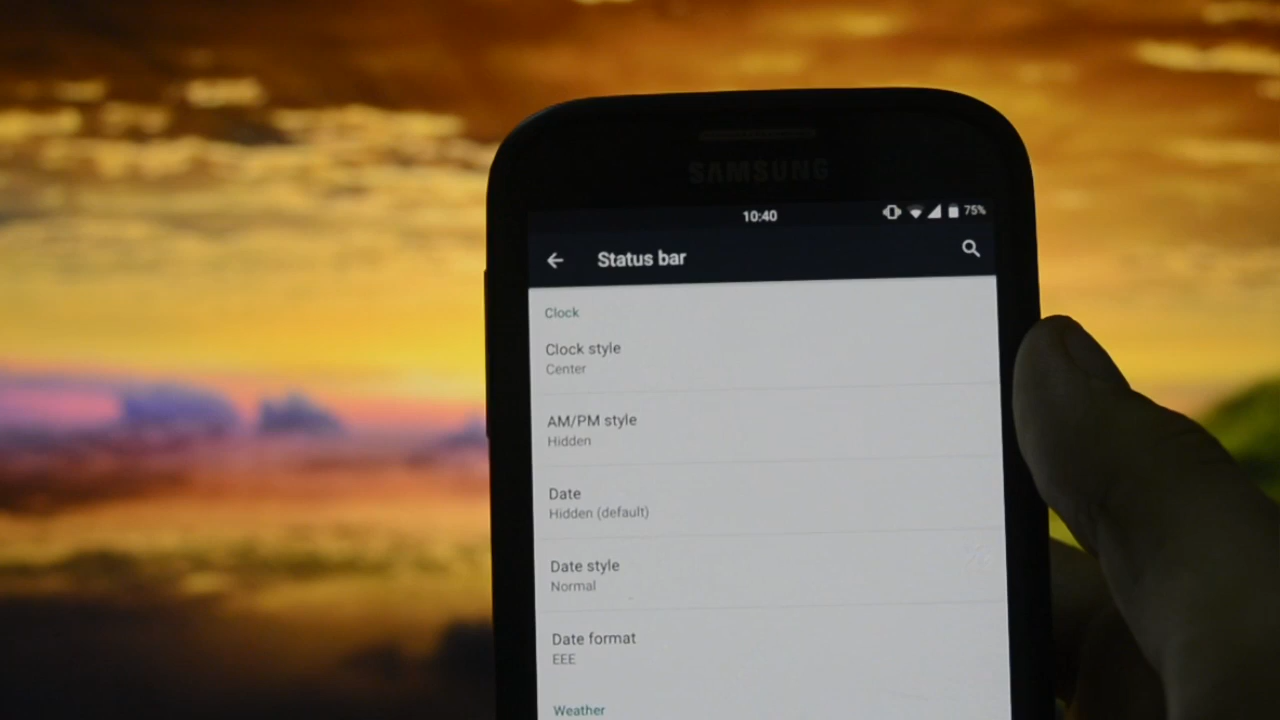 SAMSUNG
10:40
75%
Status bar
Clock
Clock style
Center
AM/PM style
Hidden
Date
Hidden (default)
Date style
Normal
Date format
EEE
Weather